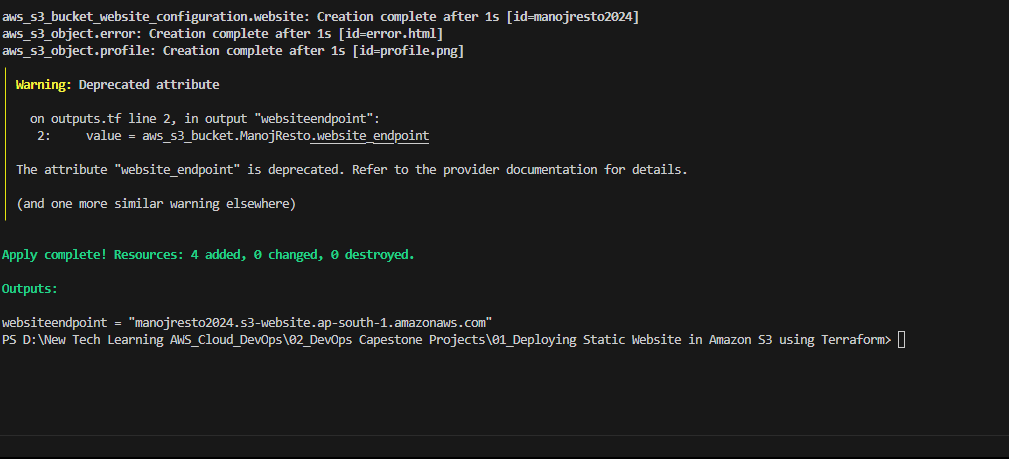 aws_s3_bucket_website_configuration.website: Creation complete after 1s [id=manojresto2024]
aws_s3_object.error: Creation complete after 1s [id=error.html]
aws_s3_object.profile: Creation complete after 1s [id=profile.png]
Warning: Deprecated attribute
on outputs.tf line 2, in output "websiteendpoint":
2:     value = aws_s3_bucket.ManojResto.website_endpoint
The attribute "website_endpoint" is deprecated. Refer to the provider documentation for details.
(and one more similar warning elsewhere)
Apply complete! Resources: 4 added, 0 changed, 0 destroyed.
Outputs:
websiteendpoint = "manojresto2024.s3-website.ap-south-1.amazonaws.com"
PS D:\New Tech Learning AWS_Cloud_DevOps\02_DevOps Capestone Projects\01_Deploying Static Website in Amazon S3 using Terraform>